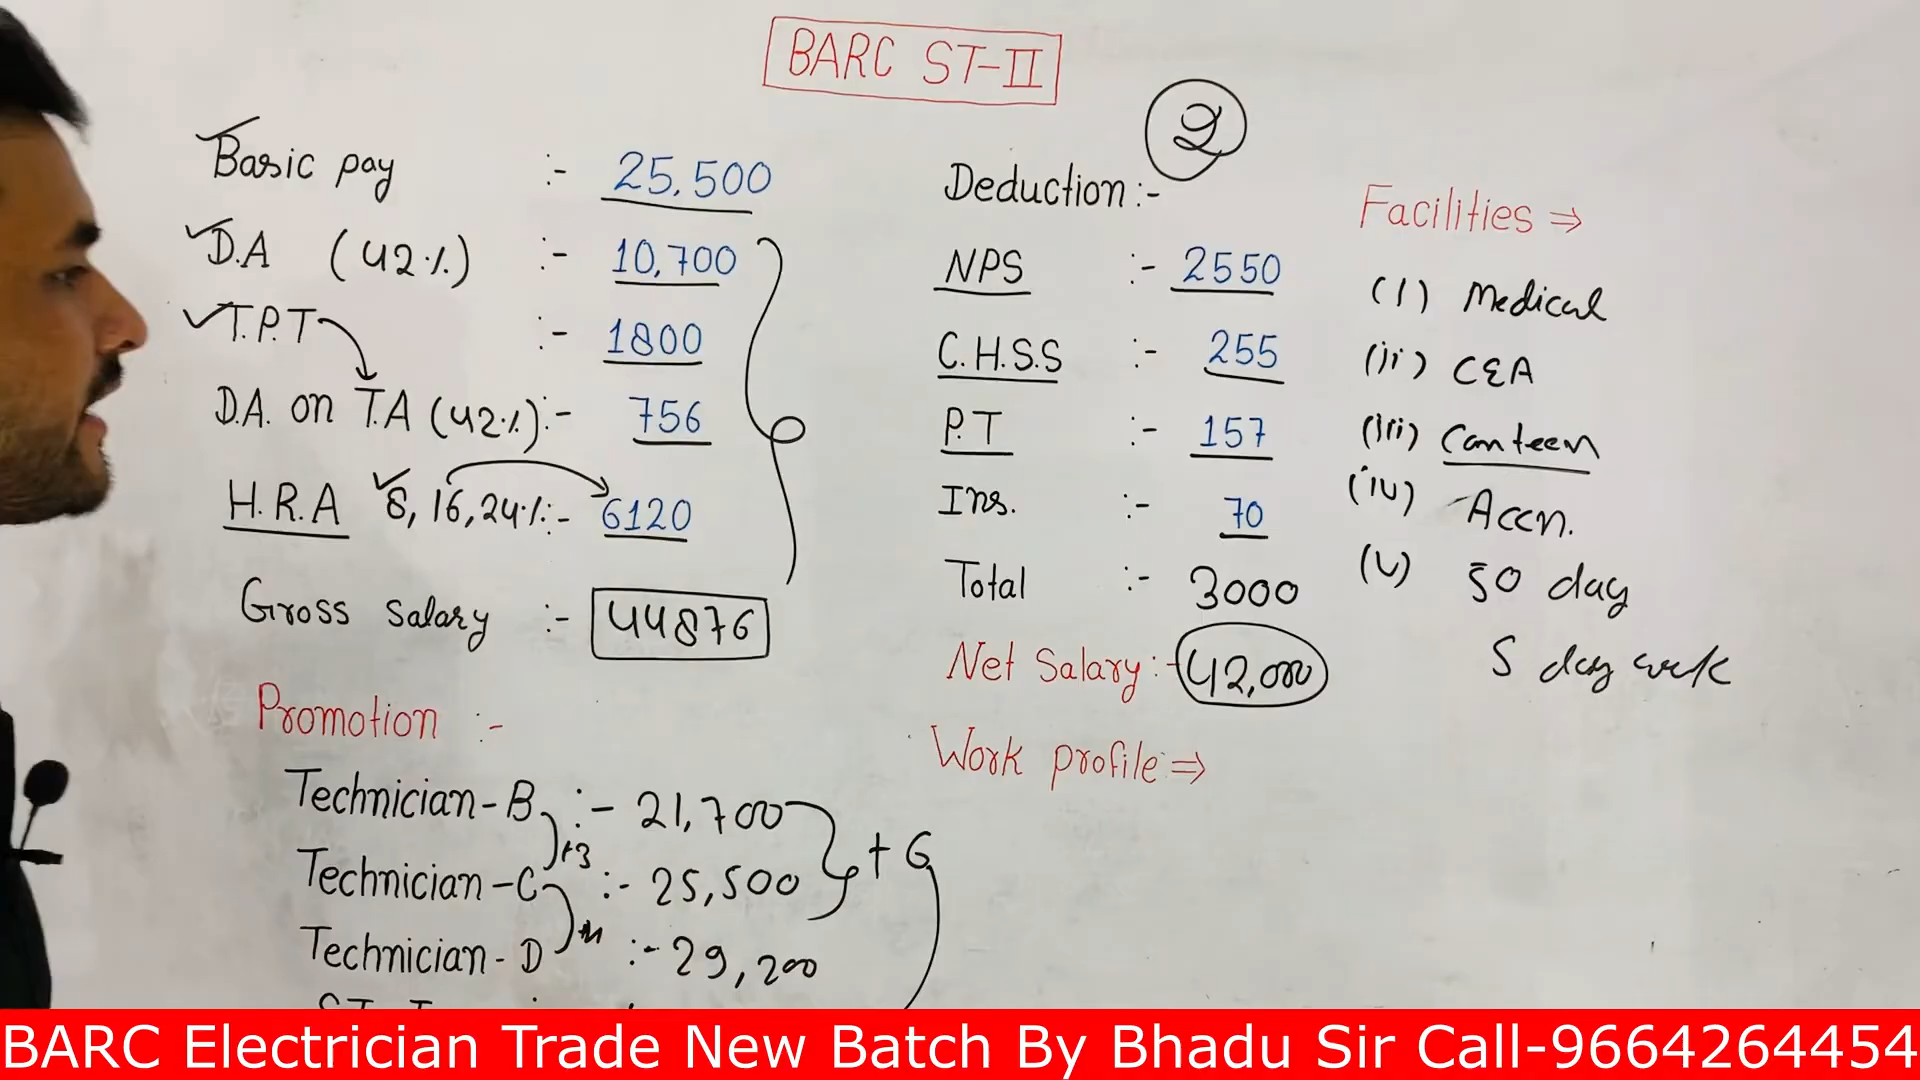 BARC ST-II
2
Basic pay :- 25,500
D.A (42%) :- 10,700
T.P.T :- 1800
D.A. on T.A (42%) :- 756
H.R.A 8, 16, 24% :- 6120
Gross Salary :- 44876
Promotion :-
Technician-B :- 21,700
+3
Technician-C :- 25,500
+6
Technician-D :- 29,200
Deduction :-
NPS :- 2550
C.H.S.S :- 255
P.T :- 157
Ins. :- 70
Total :- 3000
Net Salary :- 42,000
Work profile ⇒
Facilities ⇒
(i) Medical
(ii) CEA
(iii) Canteen
(iv) Accn.
(v) 30 day
5 day week
BARC Electrician Trade New Batch By Bhadu Sir Call-9664264454